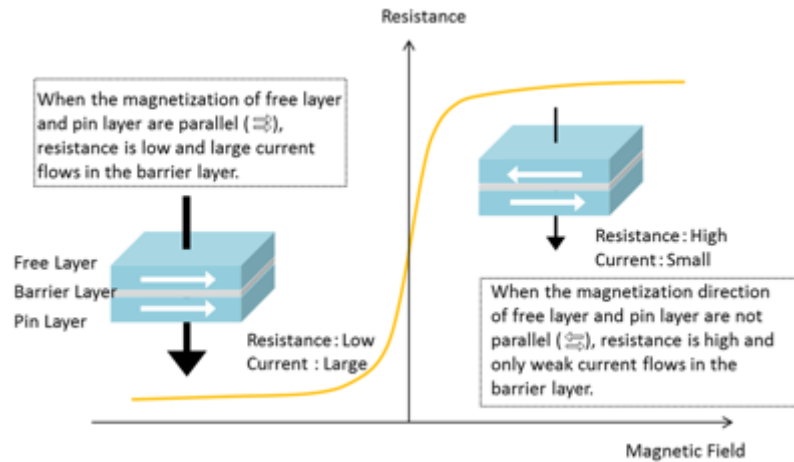 Resistance
When the magnetization of free layer
and pin layer are parallel (⇉),
resistance is low and large current
flows in the barrier layer.
Free Layer
Barrier Layer
Pin Layer
Resistance : Low
Current : Large
Resistance : High
Current : Small
When the magnetization direction
of free layer and pin layer are not
parallel (⇆), resistance is high and
only weak current flows in the
barrier layer.
Magnetic Field